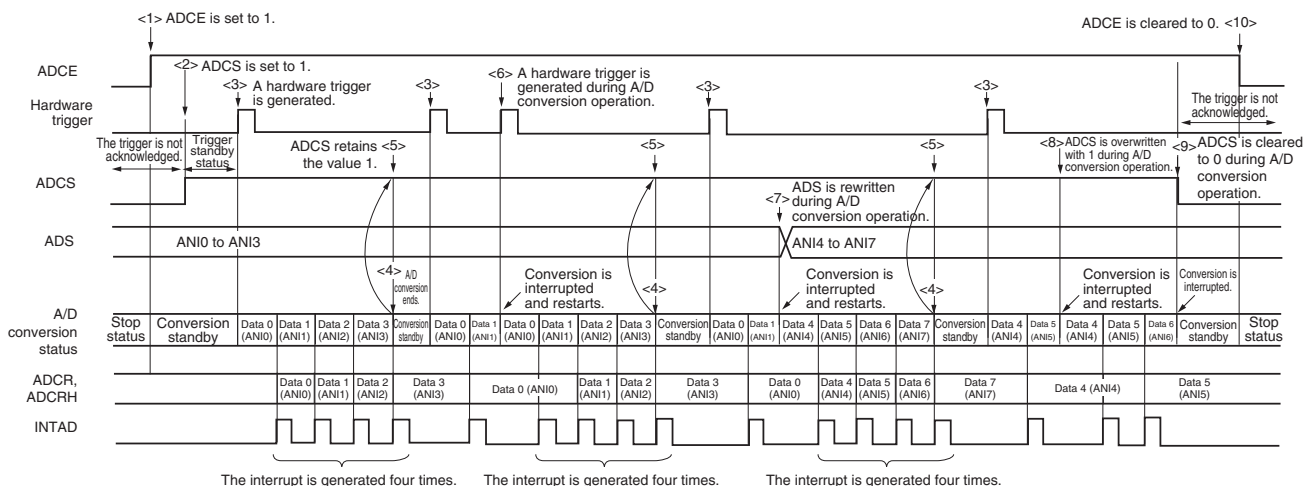 <1> ADCE is set to 1.
ADCE is cleared to 0. <10>
ADCE
<2> ADCS is set to 1.
<3> A hardware trigger
is generated.
<3>
<6> A hardware trigger is
generated during A/D
conversion operation.
<3>
<3>
Hardware
trigger
The trigger is not
acknowledged.
The trigger is not
acknowledged.
Trigger
standby
status
ADCS retains <5>
the value 1.
<5>
<5>
<8> ADCS is overwritten
with 1 during A/D
conversion operation.
<9> ADCS is cleared
to 0 during A/D
conversion
operation.
ADCS
<7> ADS is rewritten
during A/D
conversion operation.
ADS
ANI0 to ANI3
ANI4 to ANI7
<4> A/D
conversion
ends.
Conversion is
interrupted
and restarts.
<4>
Conversion is
interrupted
and restarts.
<4>
Conversion is
interrupted
and restarts.
Conversion is
interrupted.
A/D
conversion
status
Stop
status
Conversion
standby
Data 0
(ANI0)
Data 1
(ANI1)
Data 2
(ANI2)
Data 3
(ANI3)
Conversion
standby
Data 0
(ANI0)
Data 1
(ANI1)
Data 0
(ANI0)
Data 1
(ANI1)
Data 2
(ANI2)
Data 3
(ANI3)
Conversion
standby
Data 0
(ANI0)
Data 1
(ANI1)
Data 4
(ANI4)
Data 5
(ANI5)
Data 6
(ANI6)
Data 7
(ANI7)
Conversion
standby
Data 4
(ANI4)
Data 5
(ANI5)
Data 4
(ANI4)
Data 5
(ANI5)
Data 6
(ANI6)
Conversion
standby
Stop
status
ADCR,
ADCRH
Data 0
(ANI0)
Data 1
(ANI1)
Data 2
(ANI2)
Data 3
(ANI3)
Data 0 (ANI0)
Data 1
(ANI1)
Data 2
(ANI2)
Data 3
(ANI3)
Data 0
(ANI0)
Data 4
(ANI4)
Data 5
(ANI5)
Data 6
(ANI6)
Data 7
(ANI7)
Data 4 (ANI4)
Data 5
(ANI5)
INTAD
The interrupt is generated four times.
The interrupt is generated four times.
The interrupt is generated four times.